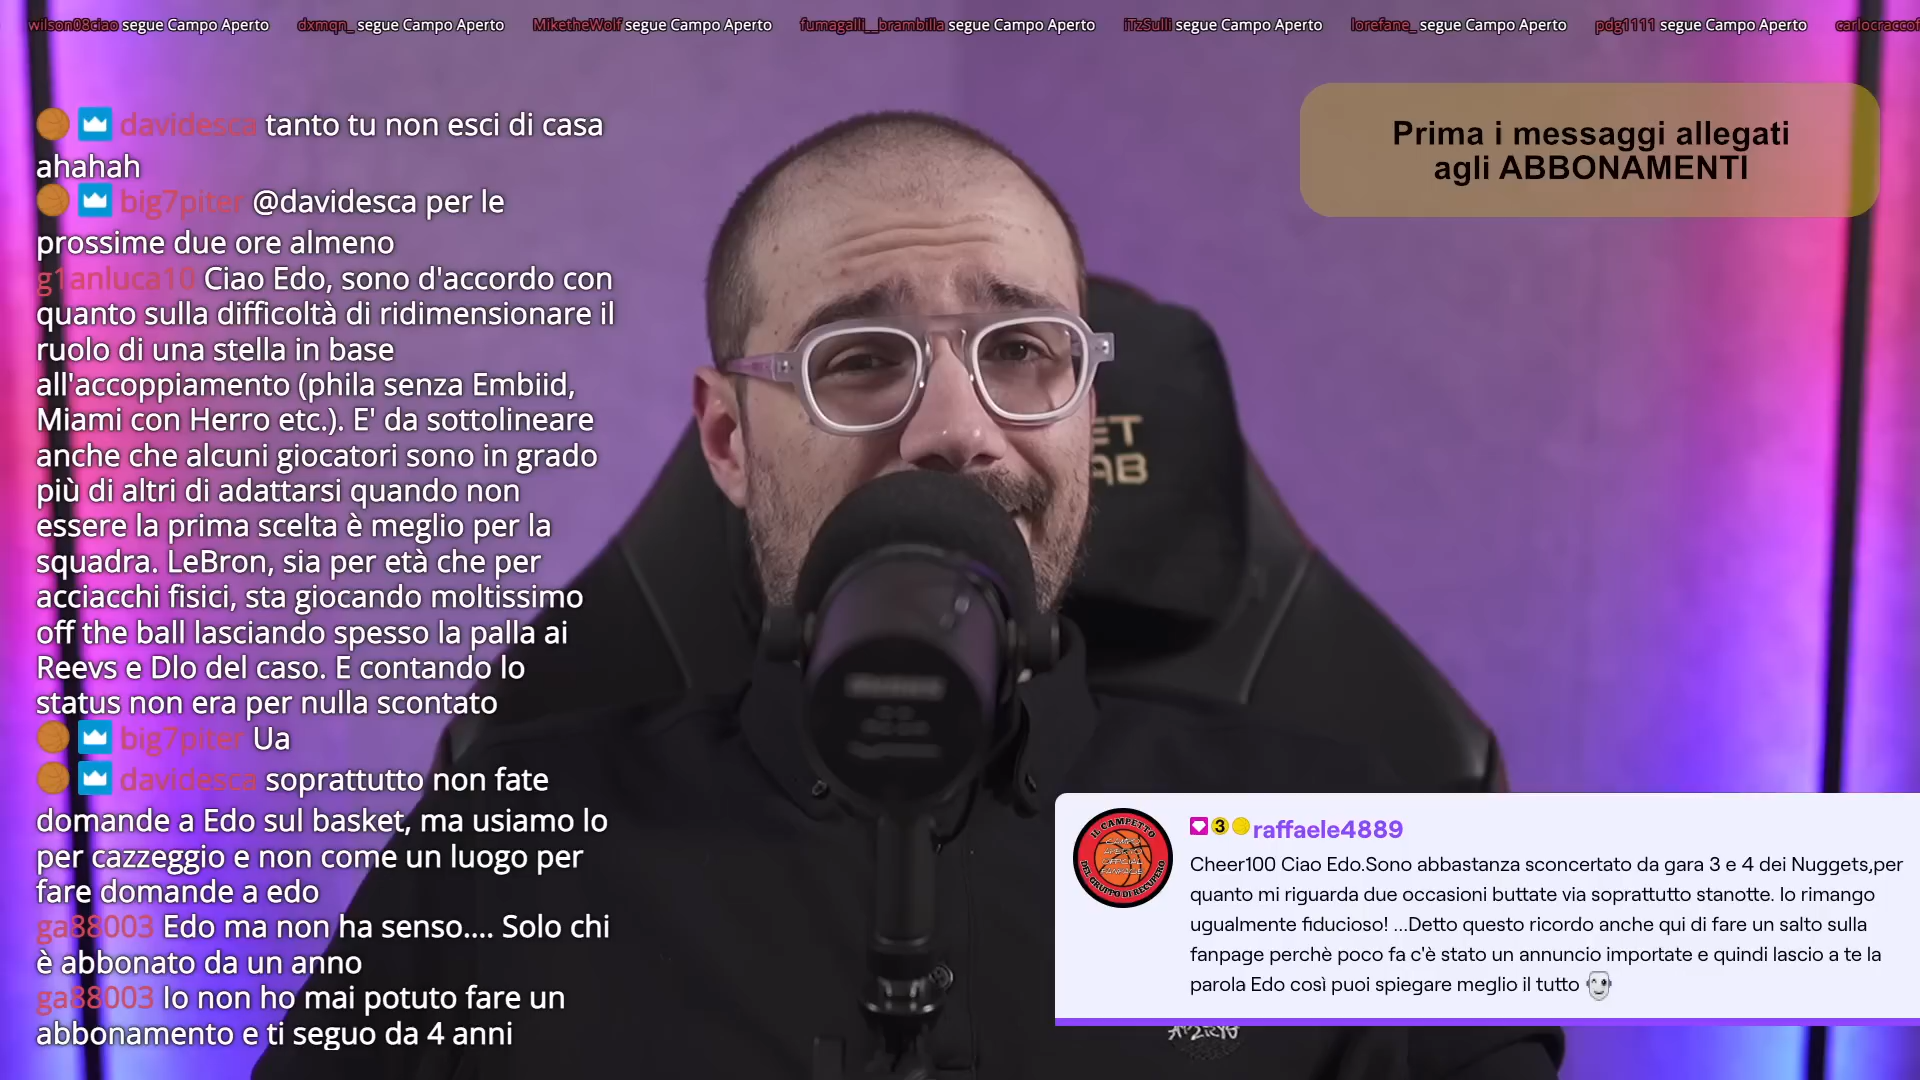 wilson08ciao segue Campo Aperto dxmqn_ segue Campo Aperto MiketheWolf segue Campo Aperto fumagalli__brambilla segue Campo Aperto iTzSulli segue Campo Aperto lorefane_ segue Campo Aperto pdg1111 segue Campo Aperto
davidesca tanto tu non esci di casa
ahahah
big7piter @davidesca per le
prossime due ore almeno
g1anluca10 Ciao Edo, sono d'accordo con
quanto sulla difficoltà di ridimensionare il
ruolo di una stella in base
all'accoppiamento (phila senza Embiid,
Miami con Herro etc.). E' da sottolineare
anche che alcuni giocatori sono in grado
più di altri di adattarsi quando non
essere la prima scelta è meglio per la
squadra. LeBron, sia per età che per
acciacchi fisici, sta giocando moltissimo
off the ball lasciando spesso la palla ai
Reevs e Dlo del caso. E contando lo
status non era per nulla scontato
big7piter Ua
davidesca soprattutto non fate
domande a Edo sul basket, ma usiamo lo
per cazzeggio e non come un luogo per
fare domande a edo
ga88003 Edo ma non ha senso.... Solo chi
è abbonato da un anno
ga88003 Io non ho mai potuto fare un
abbonamento e ti seguo da 4 anni
Prima i messaggi allegati
agli ABBONAMENTI
ET
AB
IL CAMPETTO
DEL GRUPPO DI RECUPERO
3 raffaele4889
Cheer100 Ciao Edo.Sono abbastanza sconcertato da gara 3 e 4 dei Nuggets,per
quanto mi riguarda due occasioni buttate via soprattutto stanotte. Io rimango
ugualmente fiducioso! ...Detto questo ricordo anche qui di fare un salto sulla
fanpage perchè poco fa c'è stato un annuncio importate e quindi lascio a te la
parola Edo così puoi spiegare meglio il tutto